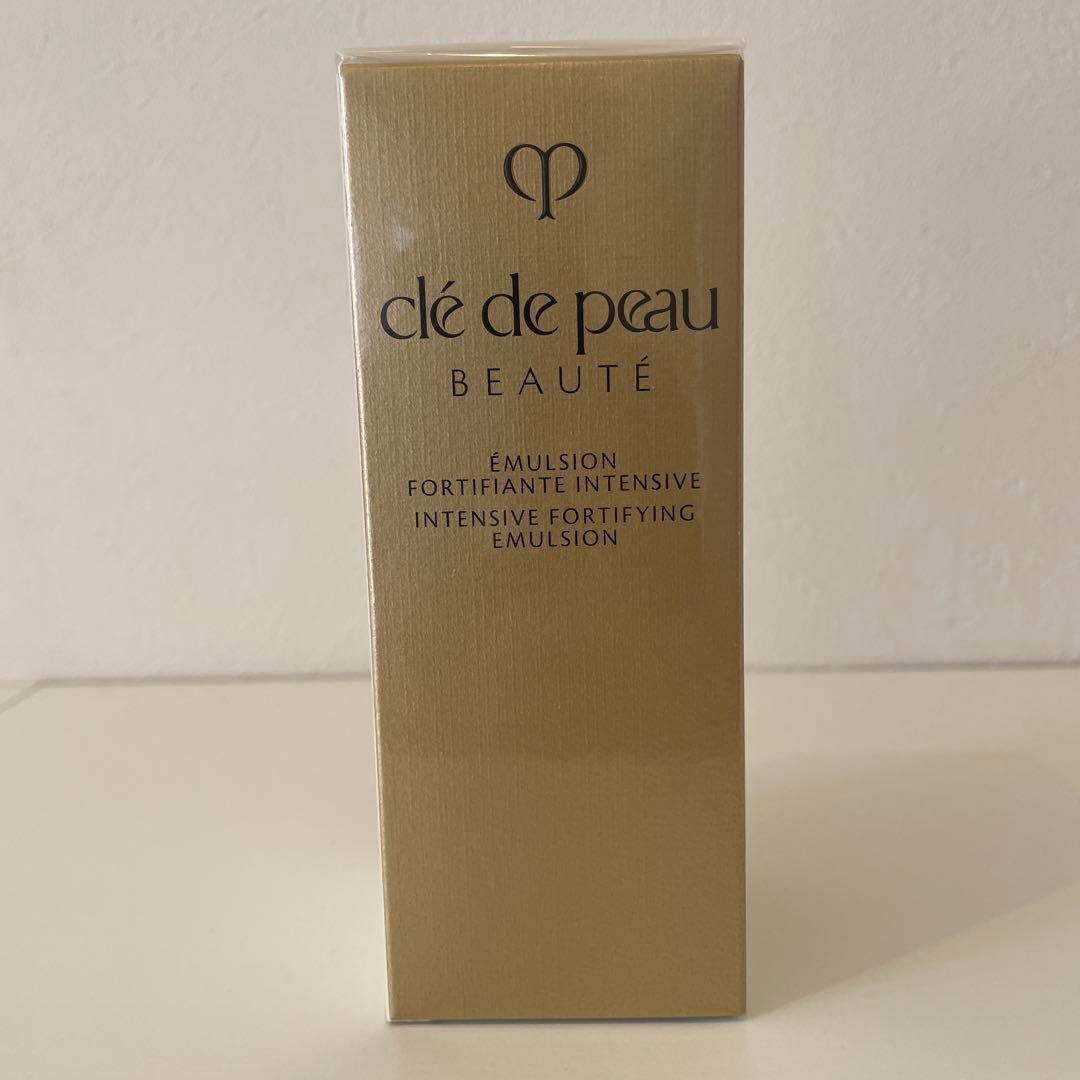 clé de peau
BEAUTÉ
ÉMULSION
FORTIFIANTE INTENSIVE
INTENSIVE FORTIFYING
EMULSION